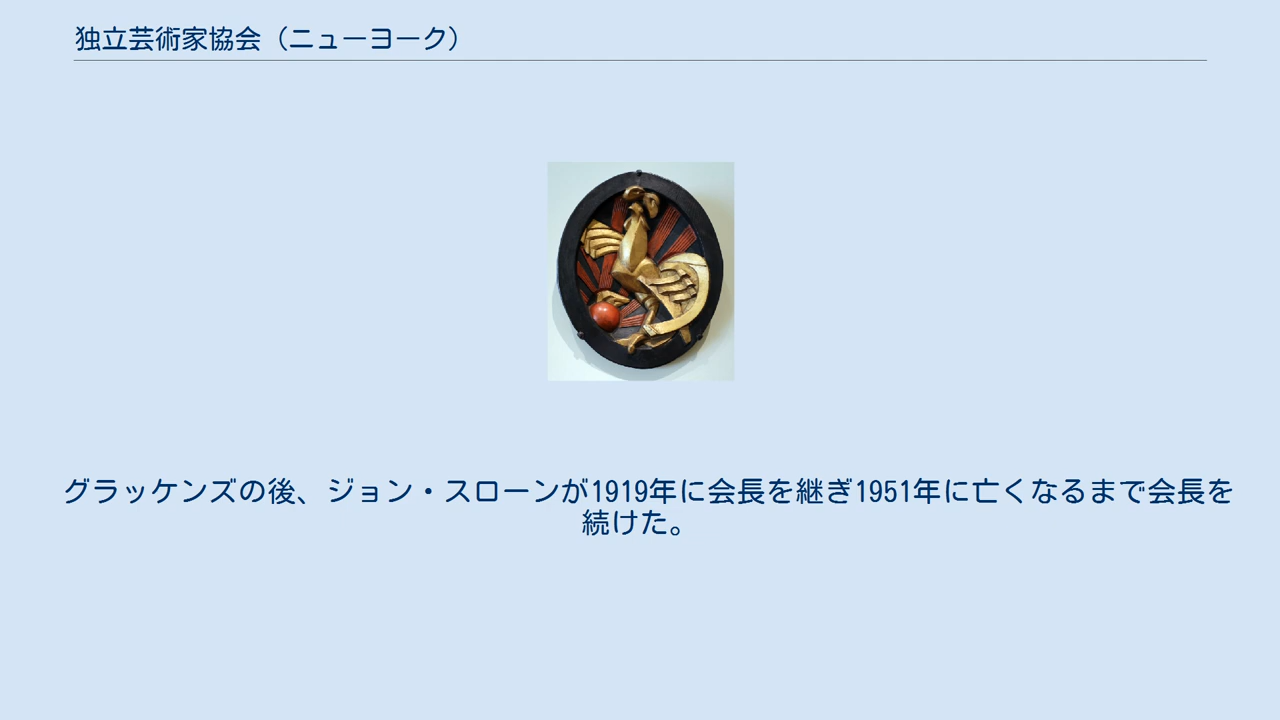 独立芸術家協会（ニューヨーク）
グラッケンズの後、ジョン・スローンが1919年に会長を継ぎ1951年に亡くなるまで会長を
続けた。